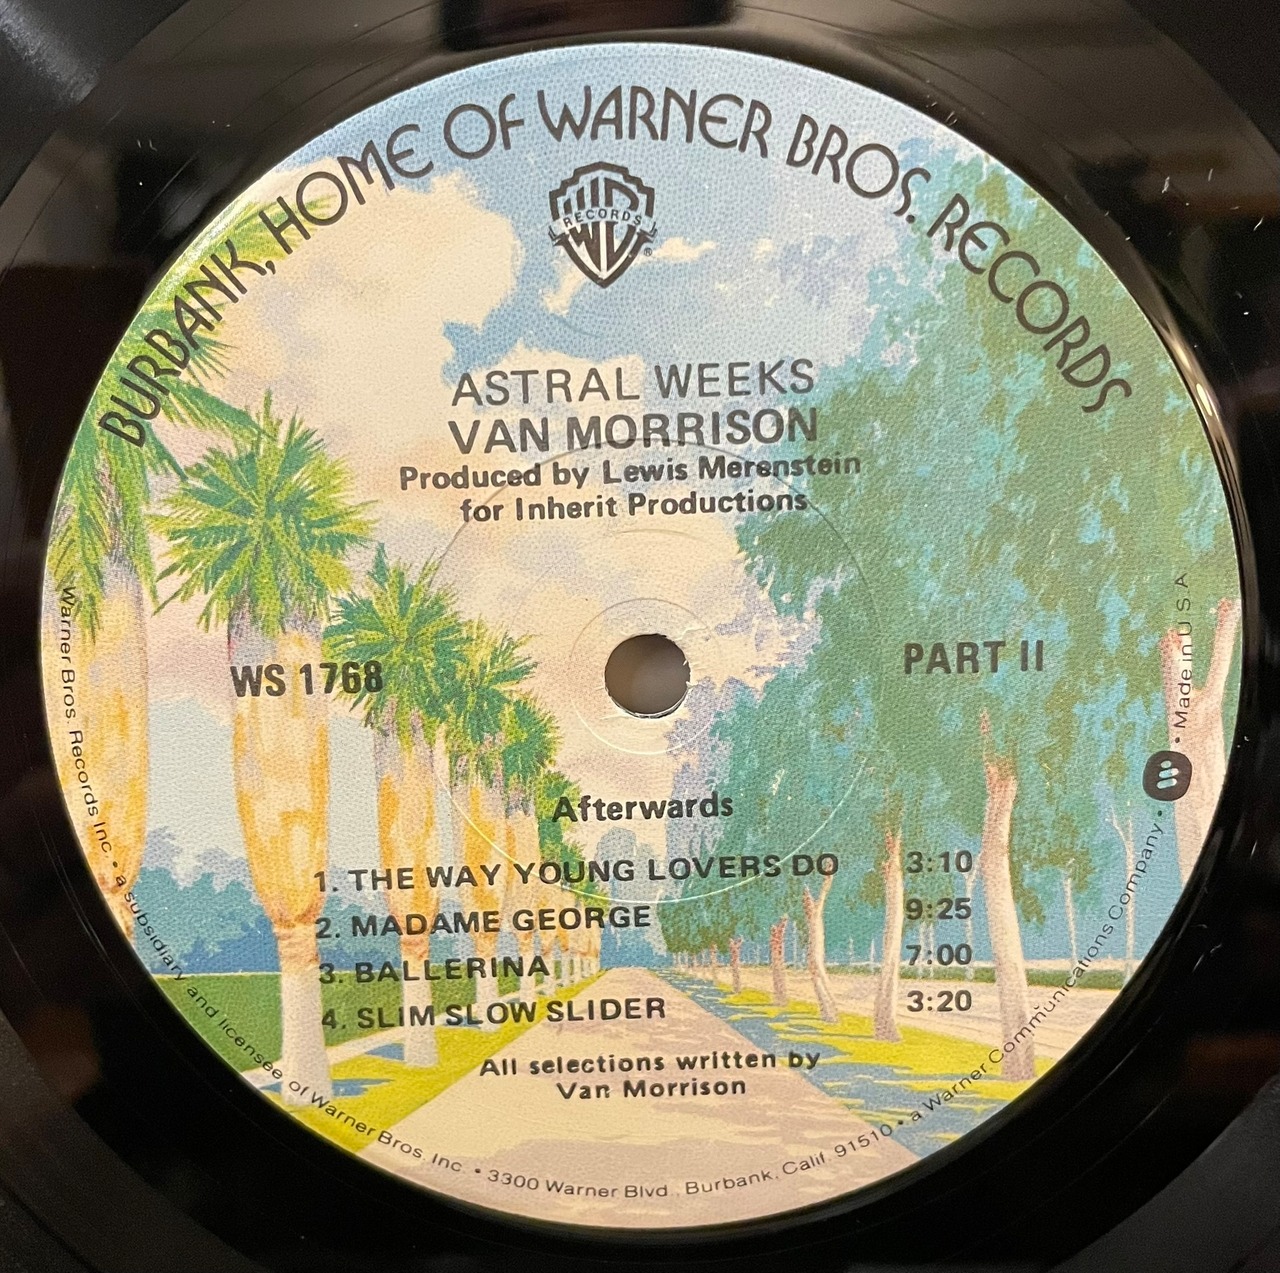 BURBANK, HOME OF WARNER BROS. RECORDS
RECORDS
®
ASTRAL WEEKS
VAN MORRISON
Produced by Lewis Merenstein
for Inherit Productions
WS 1768
PART II
Afterwards
1. THE WAY YOUNG LOVERS DO 3:10
2. MADAME GEORGE 9:25
3. BALLERINA 7:00
4. SLIM SLOW SLIDER 3:20
All selections written by
Van Morrison
Warner Bros. Records Inc. • a subsidiary and licensee of Warner Bros. Inc. • 3300 Warner Blvd., Burbank, Calif. 91510 • a Warner Communications Company • • Made in U.S.A